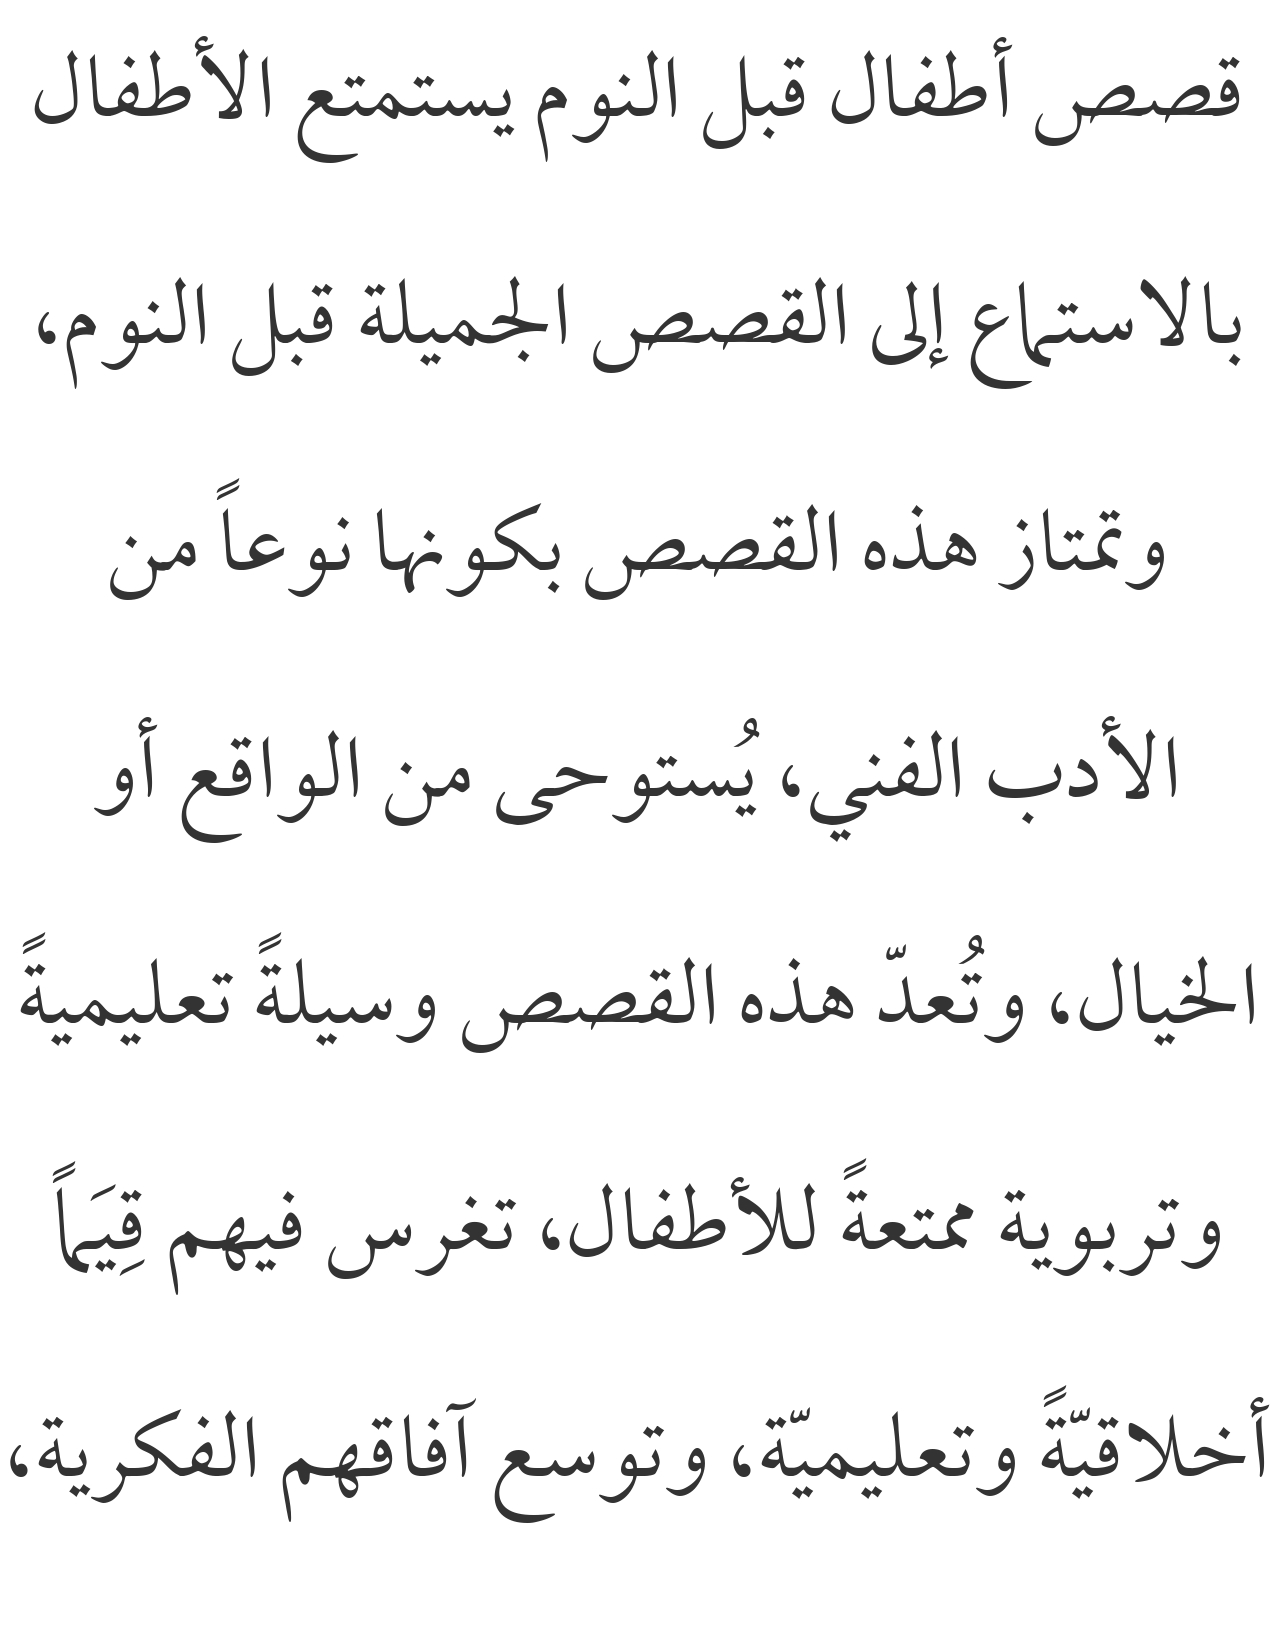 قصص أطفال قبل النوم يستمتع الأطفال
بالاستماع إلى القصص الجميلة قبل النوم،
وتمتاز هذه القصص بكونها نوعاً من
الأدب الفني، يُستوحى من الواقع أو
الخيال، وتُعدّ هذه القصص وسيلةً تعليميةً
وتربوية ممتعةً للأطفال، تغرس فيهم قِيَماً
أخلاقيّةً وتعليميّة، وتوسع آفاقهم الفكرية،